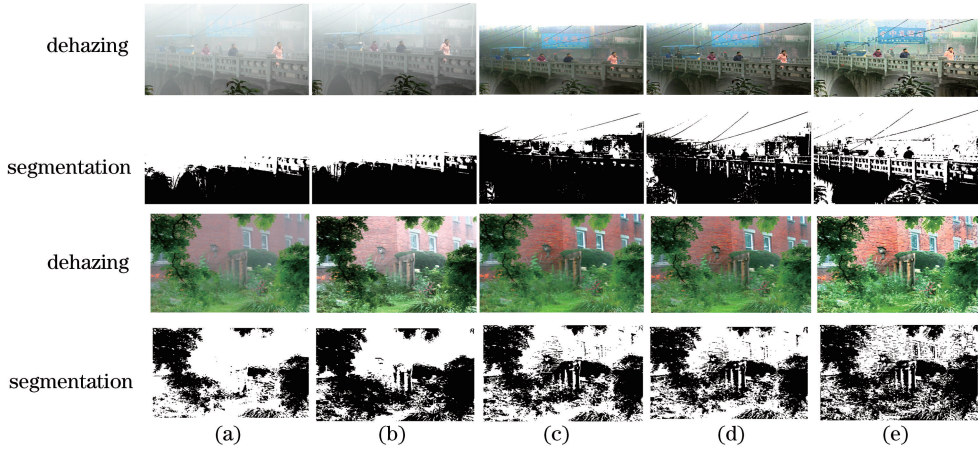 dehazing
segmentation
dehazing
segmentation
(a) (b) (c) (d) (e)